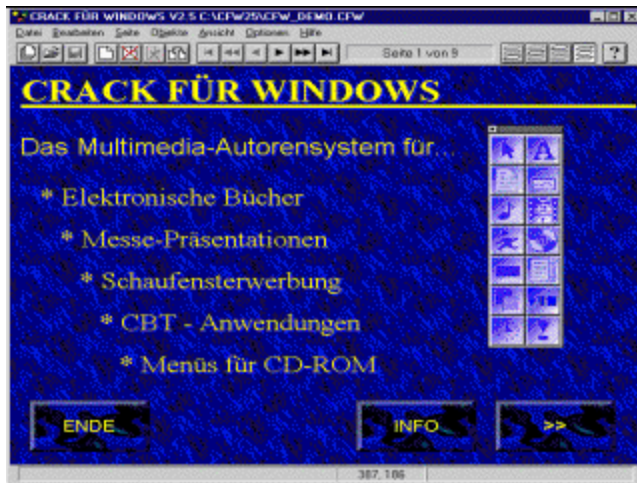 CRACK FÜR WINDOWS V2.5 C:\CFW25\CFW_DEMO.CFW
Datei Bearbeiten Seite Objekte Ansicht Optionen Hilfe
Seite 1 von 9 ?
CRACK FÜR WINDOWS
Das Multimedia-Autorensystem für...
* Elektronische Bücher
* Messe-Präsentationen
* Schaufensterwerbung
* CBT - Anwendungen
* Menüs für CD-ROM
ENDE INFO >>
387, 186